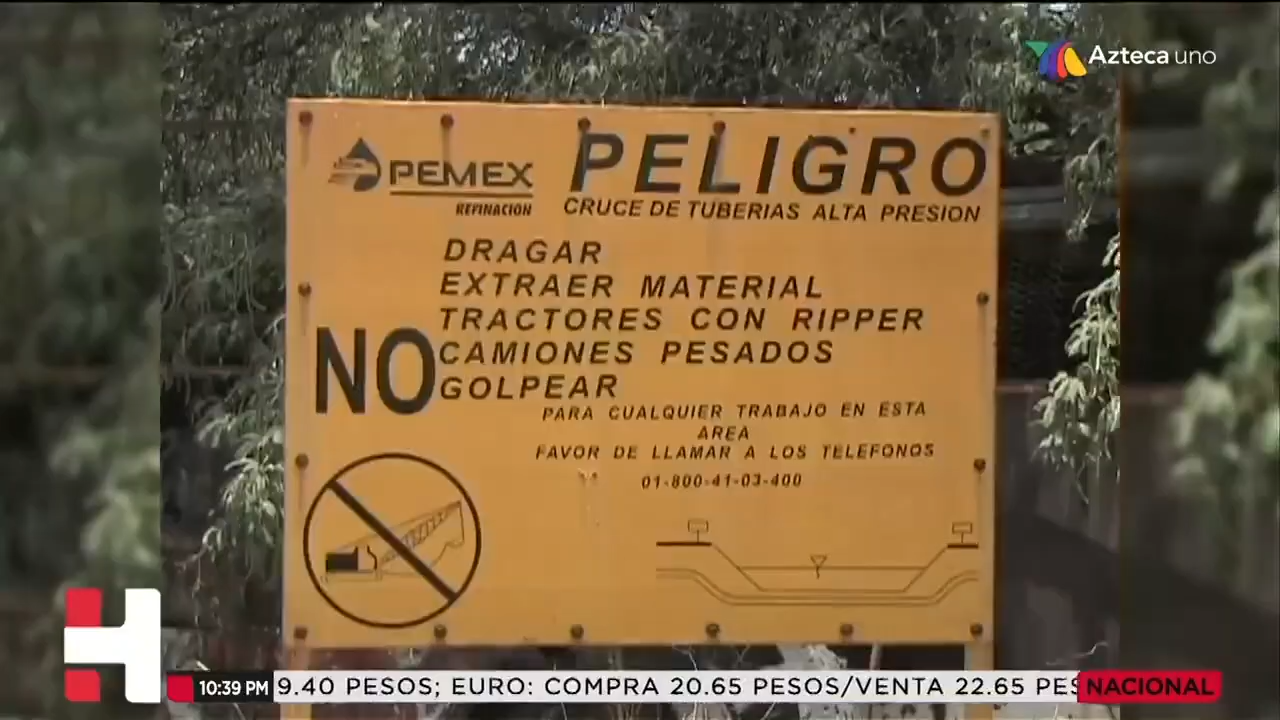 Azteca uno
PEMEX
REFINACION
PELIGRO
CRUCE DE TUBERIAS ALTA PRESION
NO
DRAGAR
EXTRAER MATERIAL
TRACTORES CON RIPPER
CAMIONES PESADOS
GOLPEAR
PARA CUALQUIER TRABAJO EN ESTA
AREA
FAVOR DE LLAMAR A LOS TELEFONOS
01-800-41-03-400
H
10:39 PM
9.40 PESOS; EURO: COMPRA 20.65 PESOS/VENTA 22.65 PES
NACIONAL